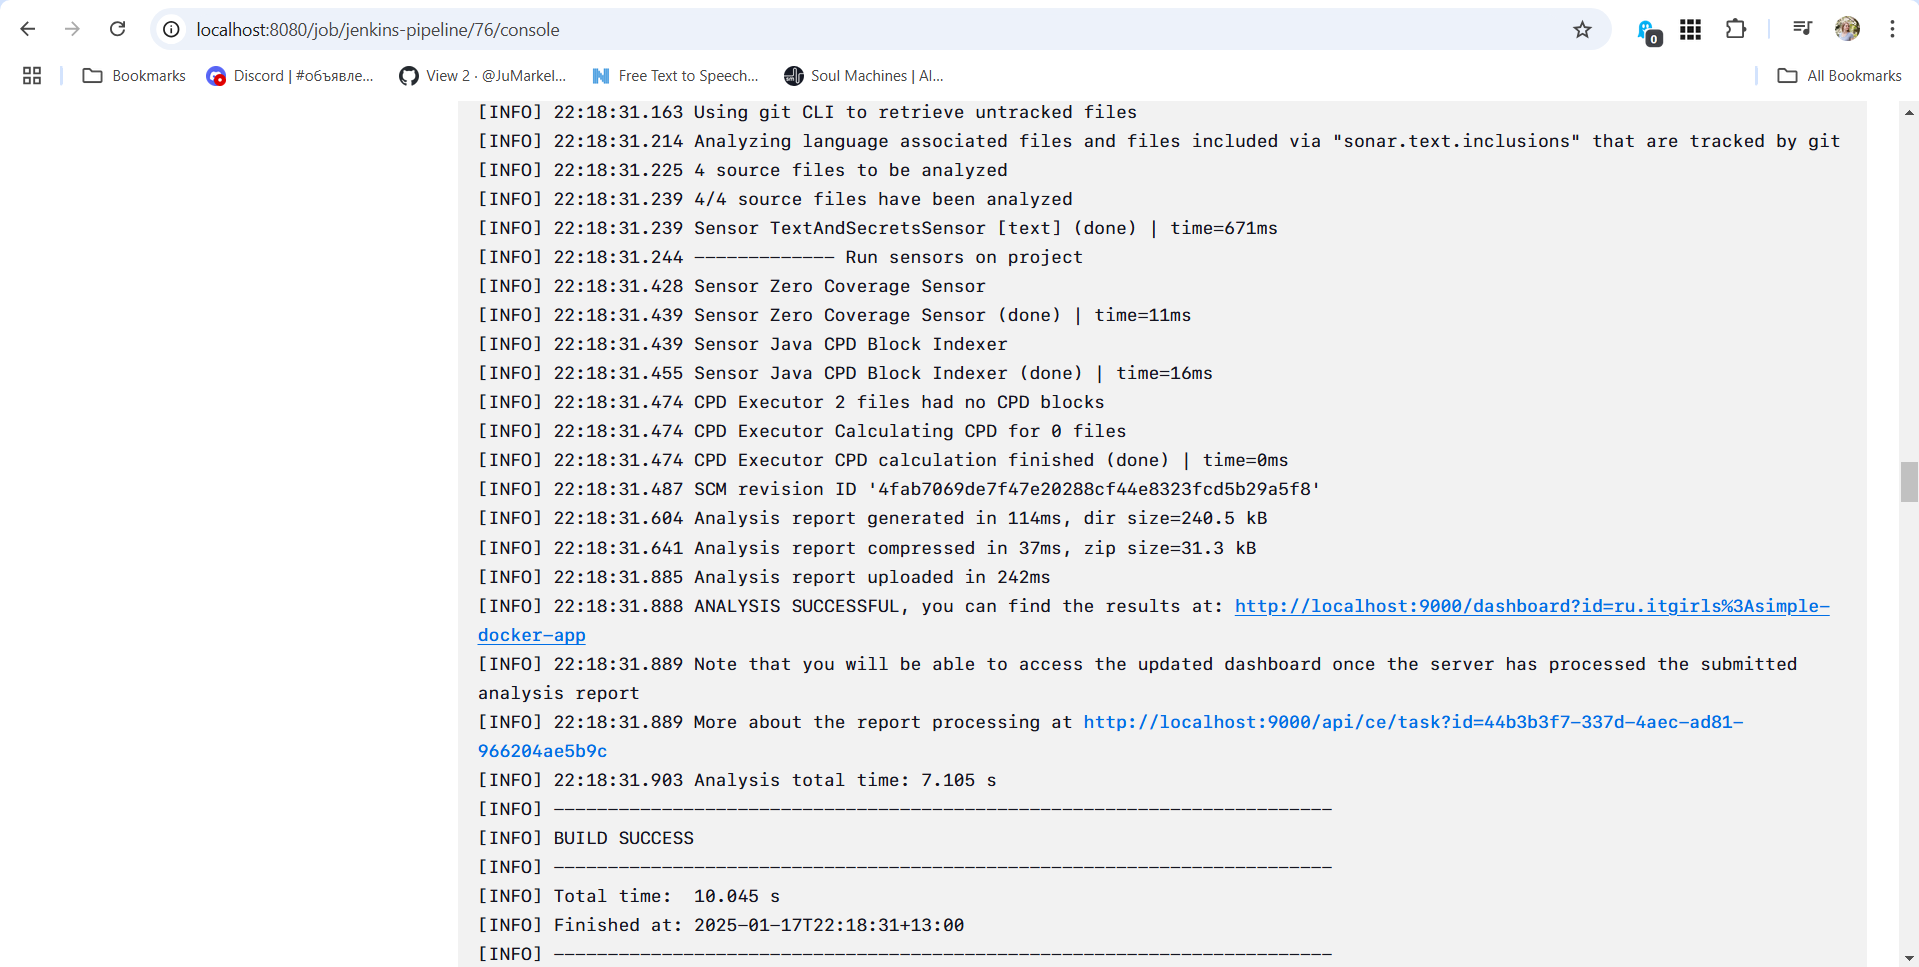 localhost:8080/job/jenkins-pipeline/76/console
0
Bookmarks
Discord | #объявле...
View 2 · @JuMarkel...
Free Text to Speech...
Soul Machines | AI...
All Bookmarks
[INFO] 22:18:31.163 Using git CLI to retrieve untracked files
[INFO] 22:18:31.214 Analyzing language associated files and files included via "sonar.text.inclusions" that are tracked by git
[INFO] 22:18:31.225 4 source files to be analyzed
[INFO] 22:18:31.239 4/4 source files have been analyzed
[INFO] 22:18:31.239 Sensor TextAndSecretsSensor [text] (done) | time=671ms
[INFO] 22:18:31.244 ------------- Run sensors on project
[INFO] 22:18:31.428 Sensor Zero Coverage Sensor
[INFO] 22:18:31.439 Sensor Zero Coverage Sensor (done) | time=11ms
[INFO] 22:18:31.439 Sensor Java CPD Block Indexer
[INFO] 22:18:31.455 Sensor Java CPD Block Indexer (done) | time=16ms
[INFO] 22:18:31.474 CPD Executor 2 files had no CPD blocks
[INFO] 22:18:31.474 CPD Executor Calculating CPD for 0 files
[INFO] 22:18:31.474 CPD Executor CPD calculation finished (done) | time=0ms
[INFO] 22:18:31.487 SCM revision ID '4fab7069de7f47e20288cf44e8323fcd5b29a5f8'
[INFO] 22:18:31.604 Analysis report generated in 114ms, dir size=240.5 kB
[INFO] 22:18:31.641 Analysis report compressed in 37ms, zip size=31.3 kB
[INFO] 22:18:31.885 Analysis report uploaded in 242ms
[INFO] 22:18:31.888 ANALYSIS SUCCESSFUL, you can find the results at: http://localhost:9000/dashboard?id=ru.itgirls%3Asimple-
docker-app
[INFO] 22:18:31.889 Note that you will be able to access the updated dashboard once the server has processed the submitted
analysis report
[INFO] 22:18:31.889 More about the report processing at http://localhost:9000/api/ce/task?id=44b3b3f7-337d-4aec-ad81-
966204ae5b9c
[INFO] 22:18:31.903 Analysis total time: 7.105 s
[INFO] ------------------------------------------------------------------------
[INFO] BUILD SUCCESS
[INFO] ------------------------------------------------------------------------
[INFO] Total time:  10.045 s
[INFO] Finished at: 2025-01-17T22:18:31+13:00
[INFO] ------------------------------------------------------------------------